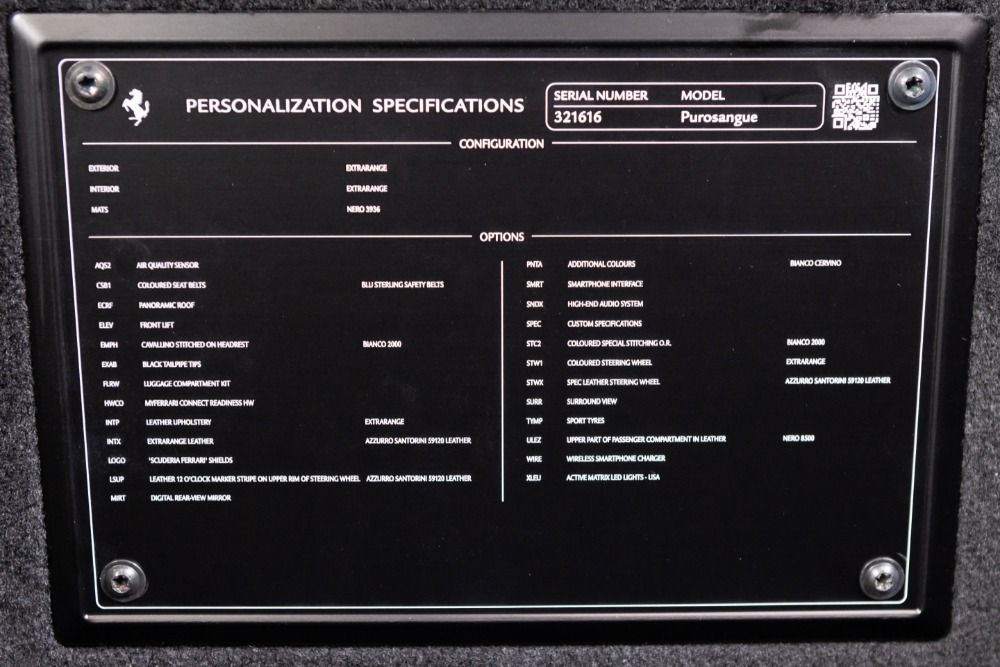 PERSONALIZATION SPECIFICATIONS
SERIAL NUMBER MODEL
321616 Purosangue
CONFIGURATION
EXTERIOR EXTRARANGE
INTERIOR EXTRARANGE
MATS NERO 3936
OPTIONS
AQS2 AIR QUALITY SENSOR
CSB1 COLOURED SEAT BELTS BLU STERLING SAFETY BELTS
ECRF PANORAMIC ROOF
ELEV FRONT LIFT
EMPH CAVALLINO STITCHED ON HEADREST BIANCO 2000
EXAB BLACK TAILPIPE TIPS
FLRW LUGGAGE COMPARTMENT KIT
HWCO MYFERRARI CONNECT READINESS HW
INTP LEATHER UPHOLSTERY EXTRARANGE
INTX EXTRARANGE LEATHER AZZURRO SANTORINI 59120 LEATHER
LOGO 'SCUDERIA FERRARI' SHIELDS
LSUP LEATHER 12 O'CLOCK MARKER STRIPE ON UPPER RIM OF STEERING WHEEL AZZURRO SANTORINI 59120 LEATHER
MIRT DIGITAL REAR-VIEW MIRROR
PNTA ADDITIONAL COLOURS BIANCO CERVINO
SMRT SMARTPHONE INTERFACE
SNDX HIGH-END AUDIO SYSTEM
SPEC CUSTOM SPECIFICATIONS
STC2 COLOURED SPECIAL STITCHING O.R. BIANCO 2000
STW1 COLOURED STEERING WHEEL EXTRARANGE
STWX SPEC LEATHER STEERING WHEEL AZZURRO SANTORINI 59120 LEATHER
SURR SURROUND VIEW
TYMP SPORT TYRES
ULEZ UPPER PART OF PASSENGER COMPARTMENT IN LEATHER NERO 8500
WIRE WIRELESS SMARTPHONE CHARGER
XLEU ACTIVE MATRIX LED LIGHTS - USA